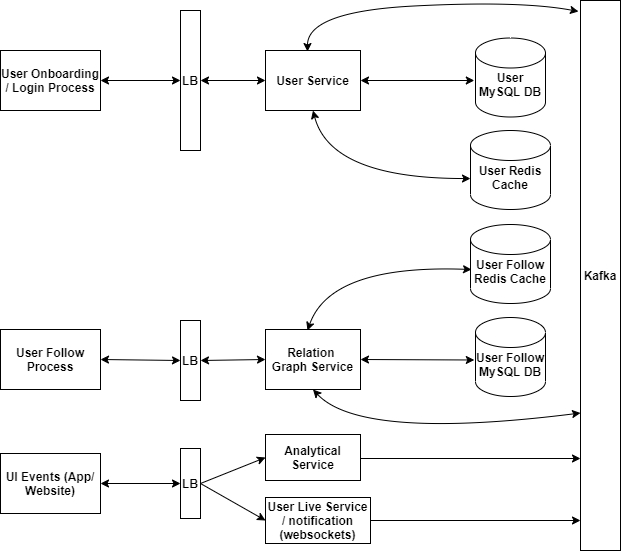 User Onboarding
/ Login Process
LB
User Service
User
MySQL DB
User Redis
Cache
User Follow
Redis Cache
Kafka
User Follow
Process
LB
Relation
Graph Service
User Follow
MySQL DB
UI Events (App/
Website)
LB
Analytical
Service
User Live Service
/ notification
(websockets)